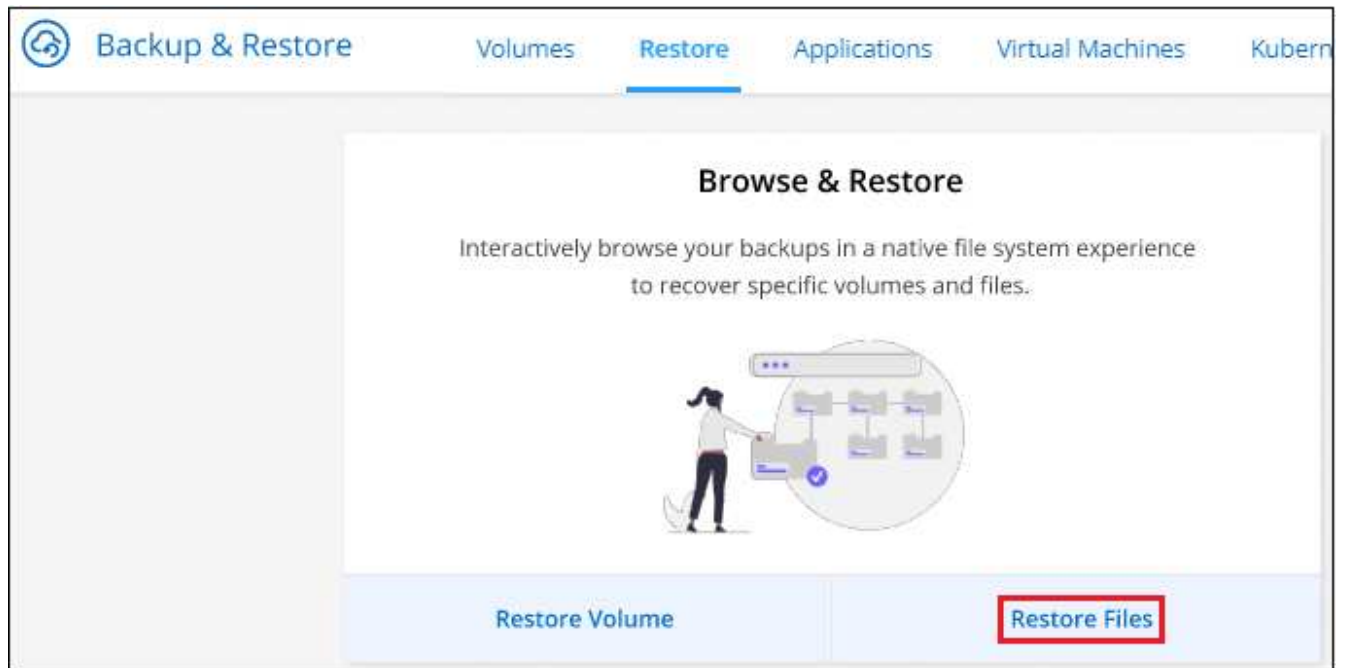 Backup & Restore
Volumes Restore Applications Virtual Machines Kubern
Browse & Restore
Interactively browse your backups in a native file system experience
to recover specific volumes and files.
Restore Volume Restore Files